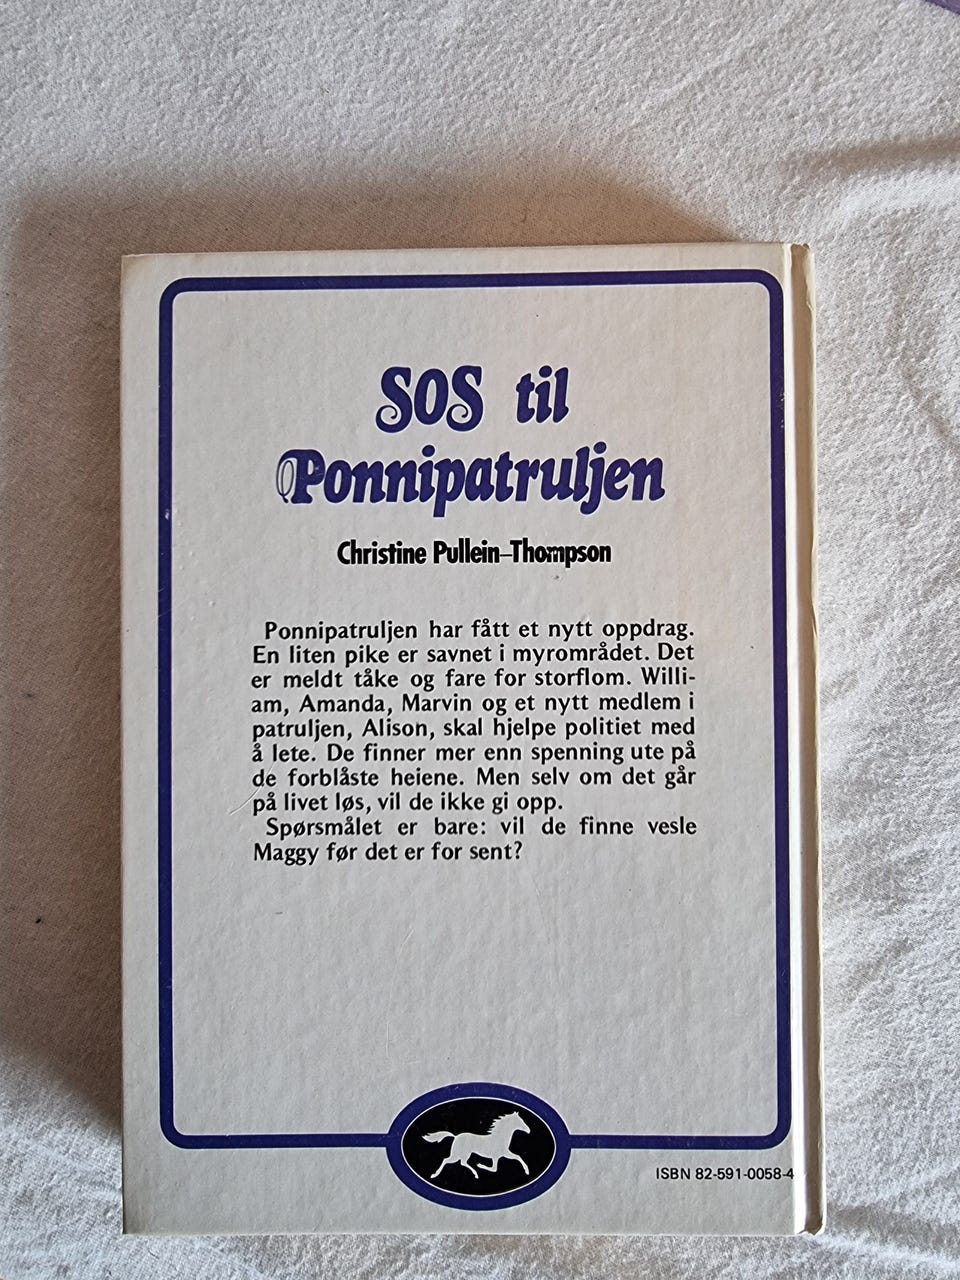 SOS til
Ponnipatruljen
Christine Pullein-Thompson
Ponnipatruljen har fått et nytt oppdrag.
En liten pike er savnet i myrområdet. Det
er meldt tåke og fare for storflom. Willi-
am, Amanda, Marvin og et nytt medlem i
patruljen, Alison, skal hjelpe politiet med
å lete. De finner mer enn spenning ute på
de forblåste heiene. Men selv om det går
på livet løs, vil de ikke gi opp.
Spørsmålet er bare: vil de finne vesle
Maggy før det er for sent?
ISBN 82-591-0058-4